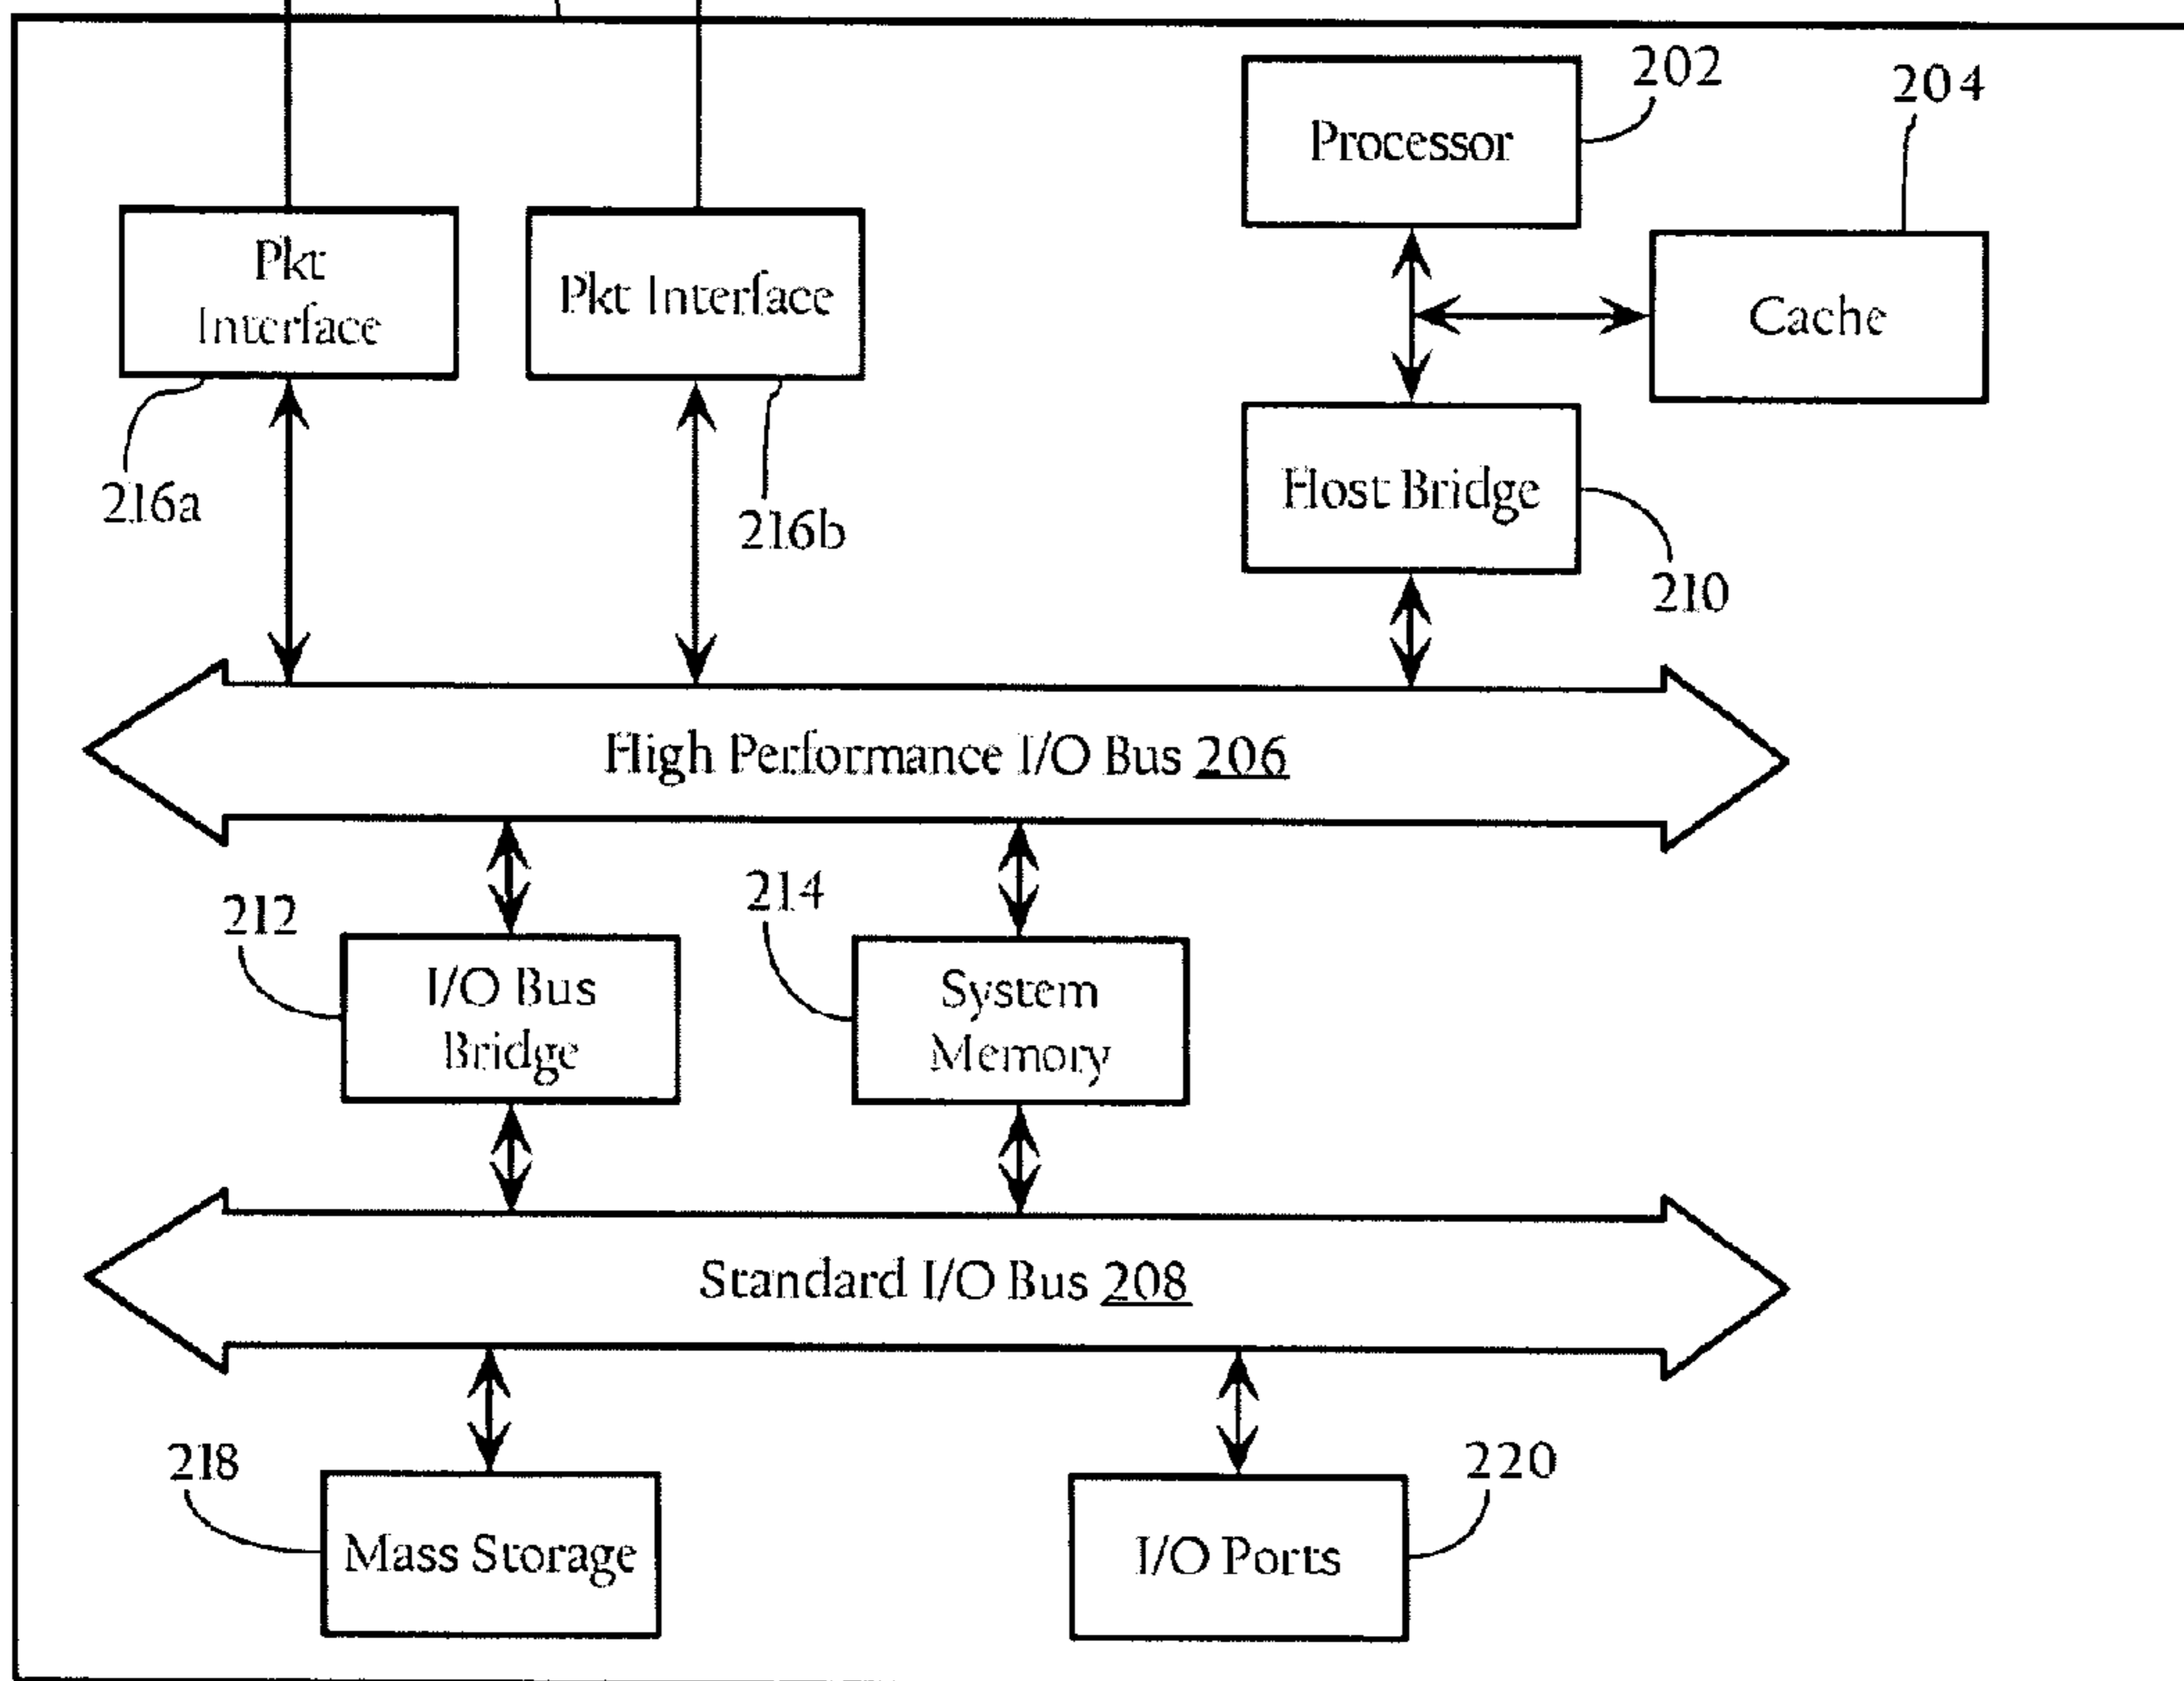 202
204
Processor
Pkt
Interface
Pkt Interface
Cache
216a
216b
Host Bridge
210
High Performance I/O Bus 206
212
214
I/O Bus
Bridge
System
Memory
Standard I/O Bus 208
218
220
Mass Storage
I/O Ports